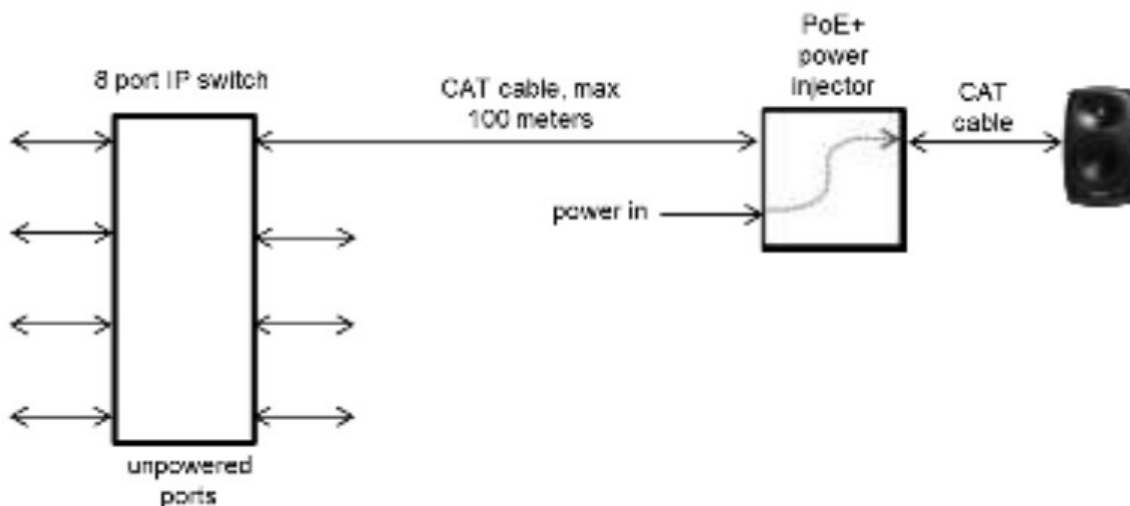 8 port IP switch
CAT cable, max
100 meters
PoE+
power
injector
CAT
cable
power in
unpowered
ports